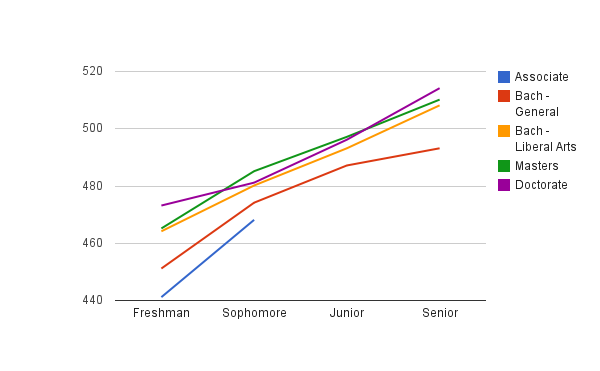 520
500
480
460
440
Freshman Sophomore Junior Senior
Associate
Bach -
General
Bach -
Liberal Arts
Masters
Doctorate